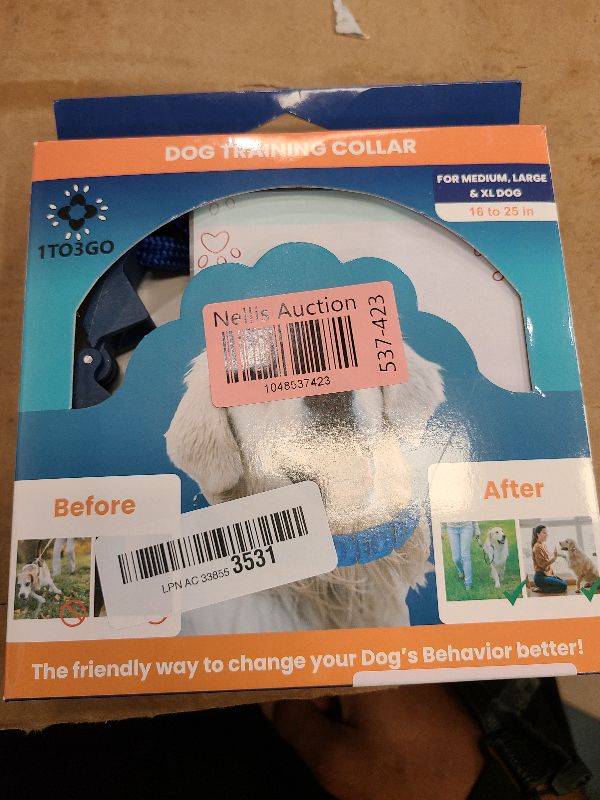 DOG TRAINING COLLAR
FOR MEDIUM, LARGE
& XL DOG
16 to 25 in
1TO3GO
Nellis Auction
1048537423
537-423
Before
After
LPN AC 33855 3531
The friendly way to change your Dog's Behavior better!